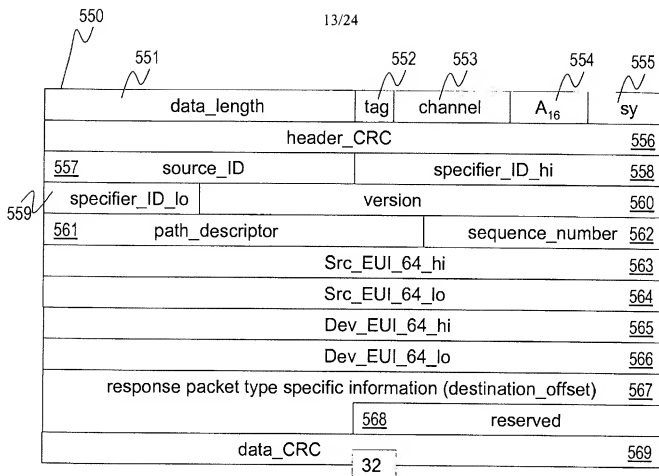 13/24
550
551
552 553 554 555
data_length tag channel A16 sy
header_CRC 556
557 source_ID specifier_ID_hi 558
559 specifier_ID_lo version 560
561 path_descriptor sequence_number 562
Src_EUI_64_hi 563
Src_EUI_64_lo 564
Dev_EUI_64_hi 565
Dev_EUI_64_lo 566
response packet type specific information (destination_offset) 567
568 reserved
data_CRC 569
32